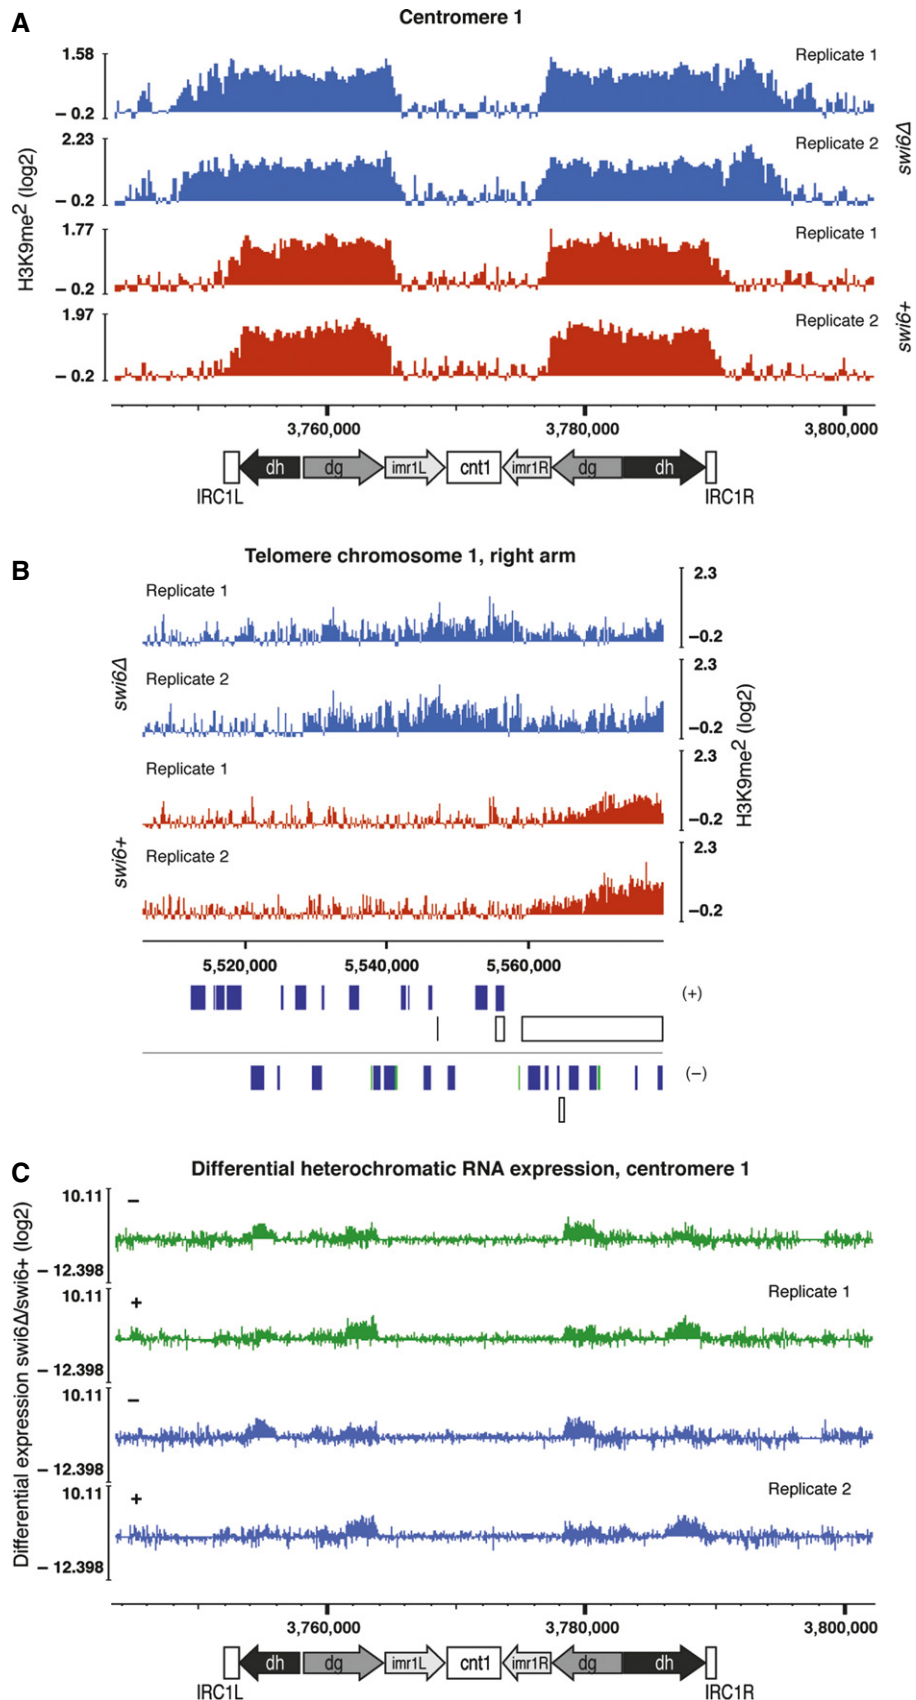 A
Centromere 1
H3K9me2 (log2)
1.58
– 0.2
Replicate 1
2.23
– 0.2
Replicate 2
swi6Δ
1.77
– 0.2
Replicate 1
1.97
– 0.2
Replicate 2
swi6+
3,760,000 3,780,000 3,800,000
dh dg imr1L cnt1 imr1R dg dh
IRC1L IRC1R
B
Telomere chromosome 1, right arm
Replicate 1
2.3
–0.2
swi6Δ
Replicate 2
2.3
–0.2
H3K9me2 (log2)
Replicate 1
2.3
–0.2
swi6+
Replicate 2
2.3
–0.2
5,520,000 5,540,000 5,560,000
(+)
(–)
C
Differential heterochromatic RNA expression, centromere 1
Differential expression swi6Δ/swi6+ (log2)
10.11
–
– 12.398
10.11
+
Replicate 1
– 12.398
10.11
–
– 12.398
10.11
+
Replicate 2
– 12.398
3,760,000 3,780,000 3,800,000
dh dg imr1L cnt1 imr1R dg dh
IRC1L IRC1R